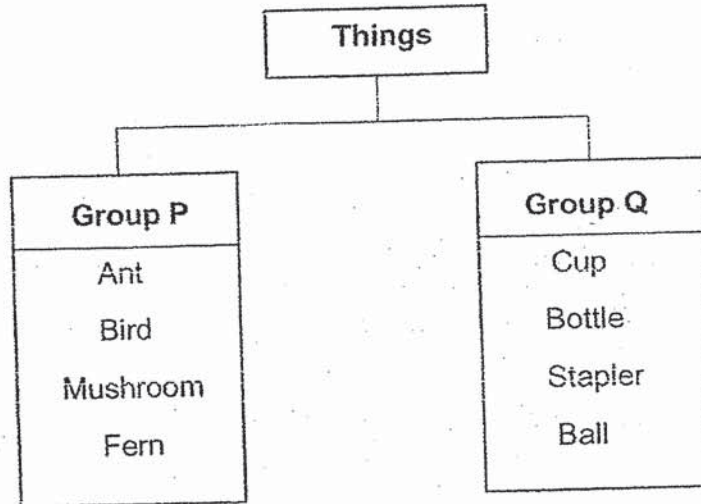 Things
Group P
Ant
Bird
Mushroom
Fern
Group Q
Cup
Bottle
Stapler
Ball